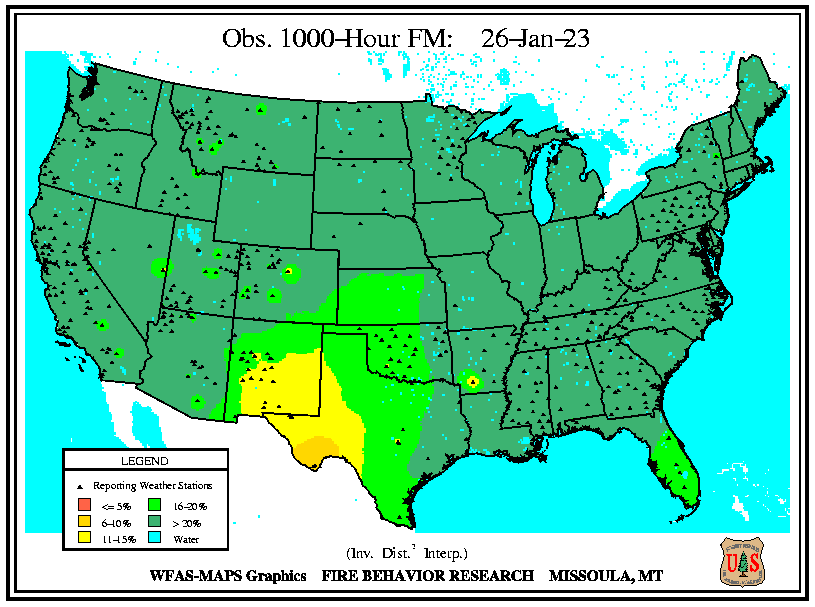 Obs. 1000-Hour FM: 26-Jan-23
LEGEND
Reporting Weather Stations
<= 5% 16-20%
6-10% > 20%
11-15% Water
(Inv. Dist.² Interp.)
WFAS-MAPS Graphics FIRE BEHAVIOR RESEARCH MISSOULA, MT
US